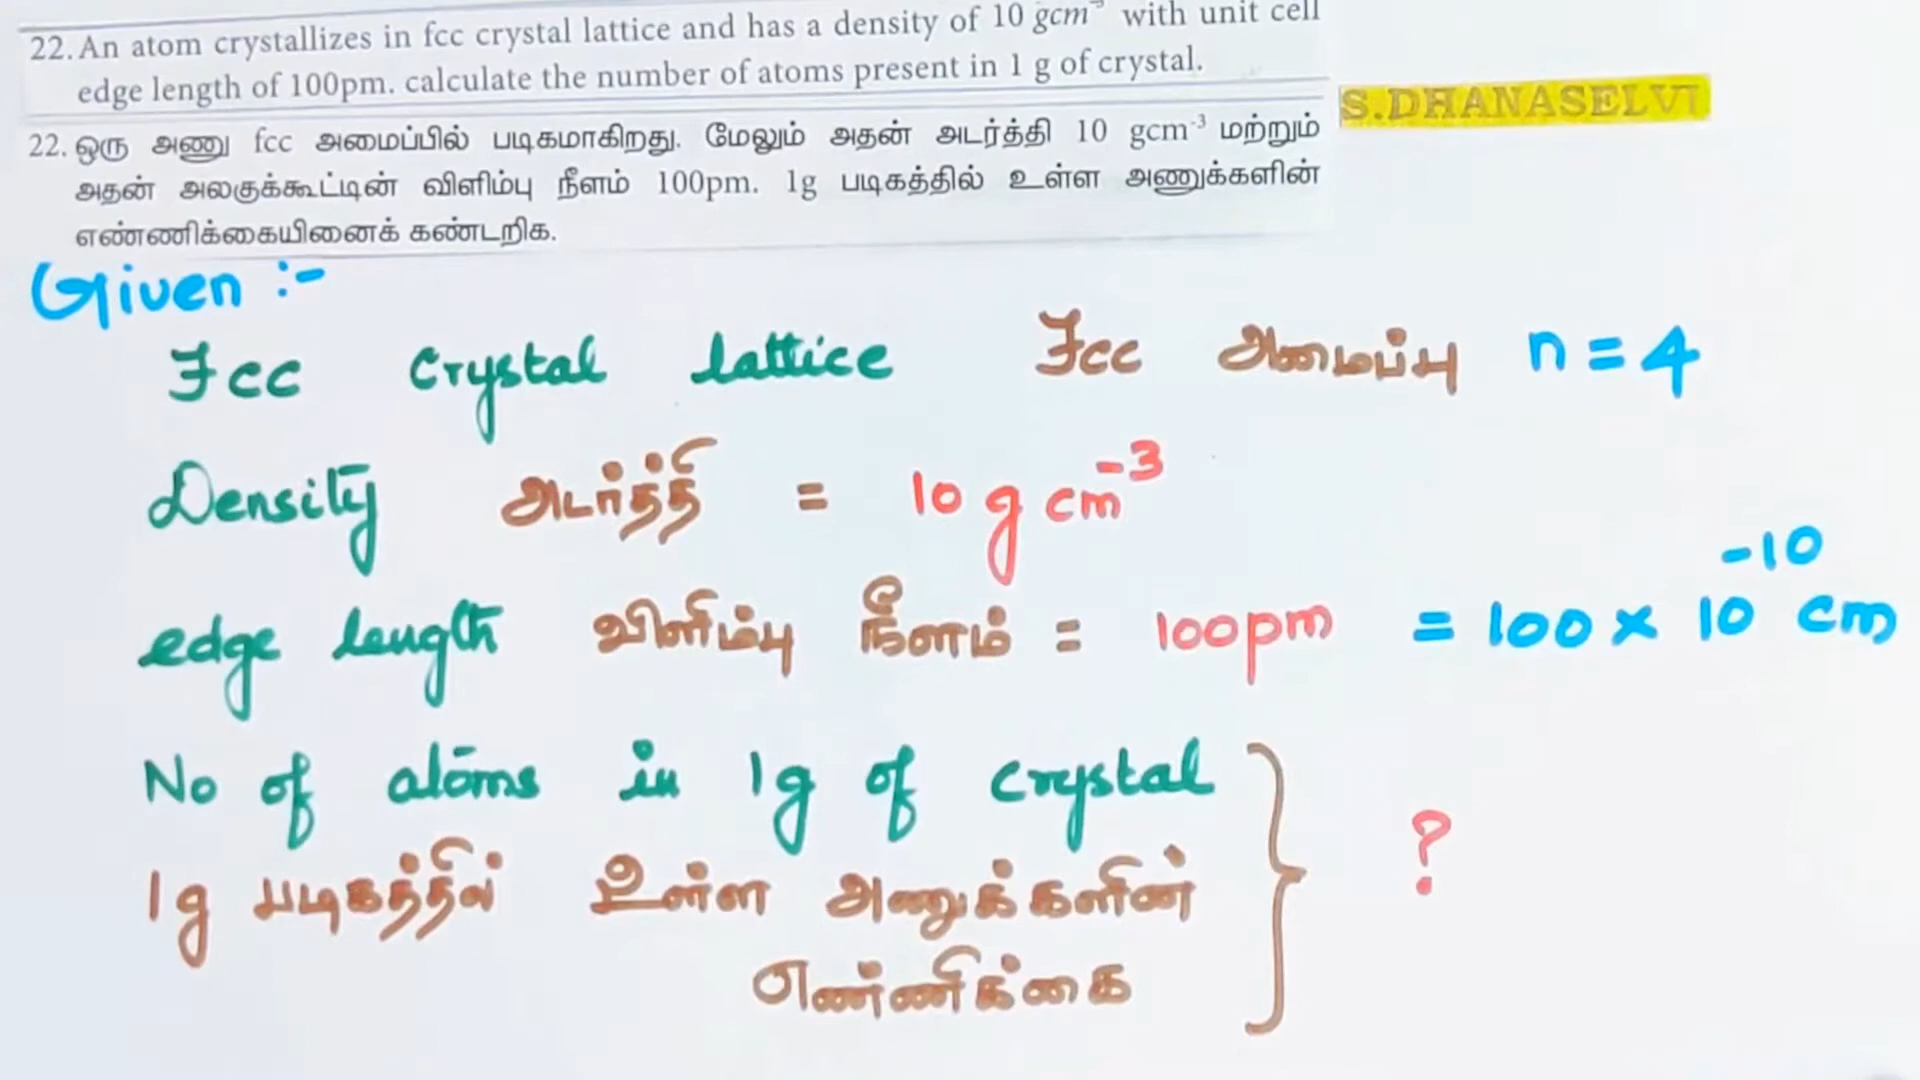 22. An atom crystallizes in fcc crystal lattice and has a density of 10 gcm⁻³ with unit cell
edge length of 100pm. calculate the number of atoms present in 1 g of crystal.
S.DHANASELVI
22. ஒரு அணு fcc அமைப்பில் படிகமாகிறது. மேலும் அதன் அடர்த்தி 10 gcm⁻³ மற்றும்
அதன் அலகுக்கூட்டின் விளிம்பு நீளம் 100pm. 1g படிகத்தில் உள்ள அணுக்களின்
எண்ணிக்கையினைக் கண்டறிக.
Given :-
Fcc crystal lattice Fcc அமைப்பு n = 4
Density அடர்த்தி = 10 g cm⁻³
edge length விளிம்பு நீளம் = 100pm = 100 x 10⁻¹⁰ cm
No of atoms in 1g of crystal
1g படிகத்தில் உள்ள அணுக்களின் ?
எண்ணிக்கை